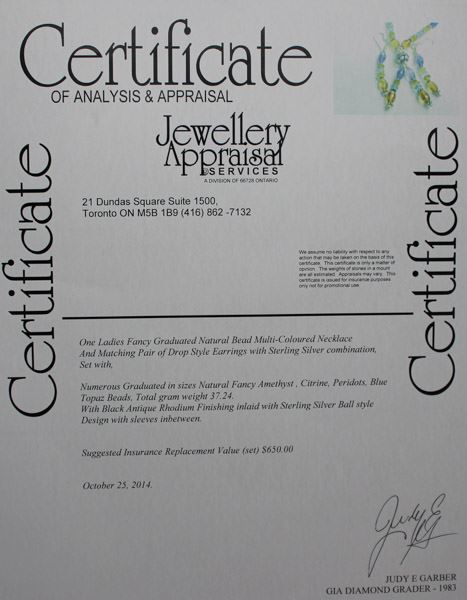 Certificate
OF ANALYSIS & APPRAISAL
Jewellery
Appraisal
@SERVICES
A DIVISION OF 66728 ONTARIO
Certificate
Certificate
21 Dundas Square Suite 1500,
Toronto ON M5B 1B9 (416) 862 -7132
We assume no liability with respect to any
action that may be taken on the basis of this
certificate. This certificate is only a matter of
opinion. The weights of stones in a mount
are all estimated. Appraisals may vary. This
certificate is issued for insurance purposes
only not for promotional use.
One Ladies Fancy Graduated Natural Bead Multi-Coloured Necklace
And Matching Pair of Drop Style Earrings with Sterling Silver combination,
Set with,
Numerous Graduated in sizes Natural Fancy Amethyst , Citrine, Peridots, Blue
Topaz Beads, Total gram weight 37.24.
With Black Antique Rhodium Finishing inlaid with Sterling Silver Ball style
Design with sleeves inbetween.
Suggested Insurance Replacement Value (set) $650.00
October 25, 2014.
Judy E G
JUDY E GARBER
GIA DIAMOND GRADER - 1983